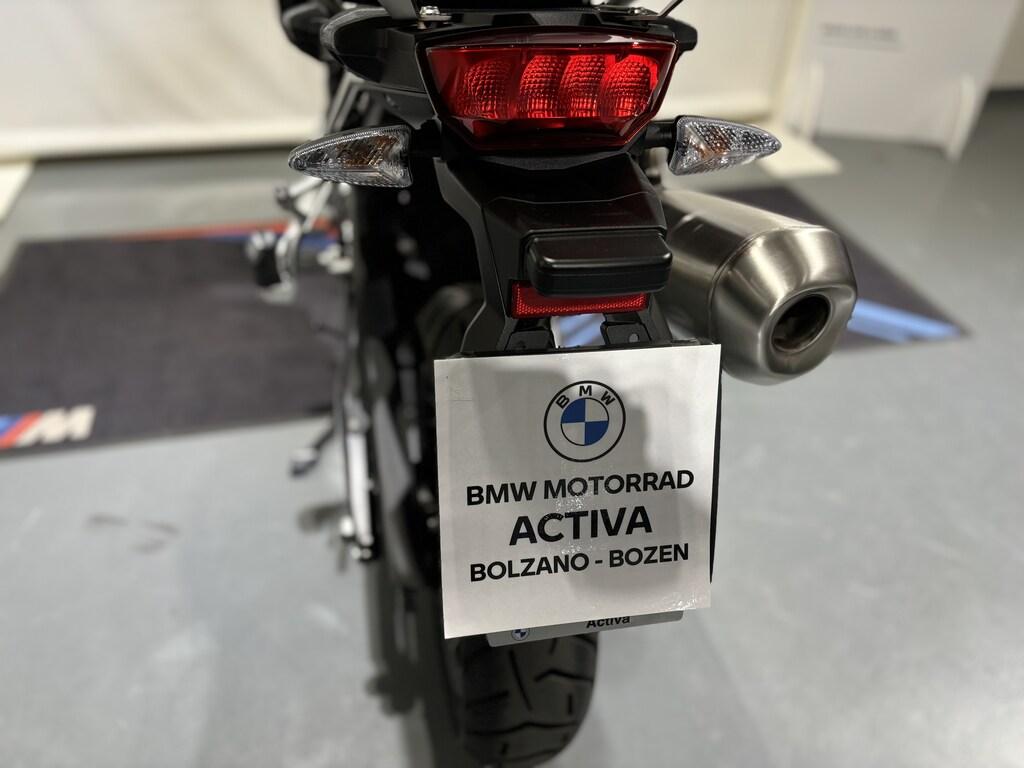 BMW
BMW MOTORRAD
ACTIVA
BOLZANO - BOZEN
Activa
M